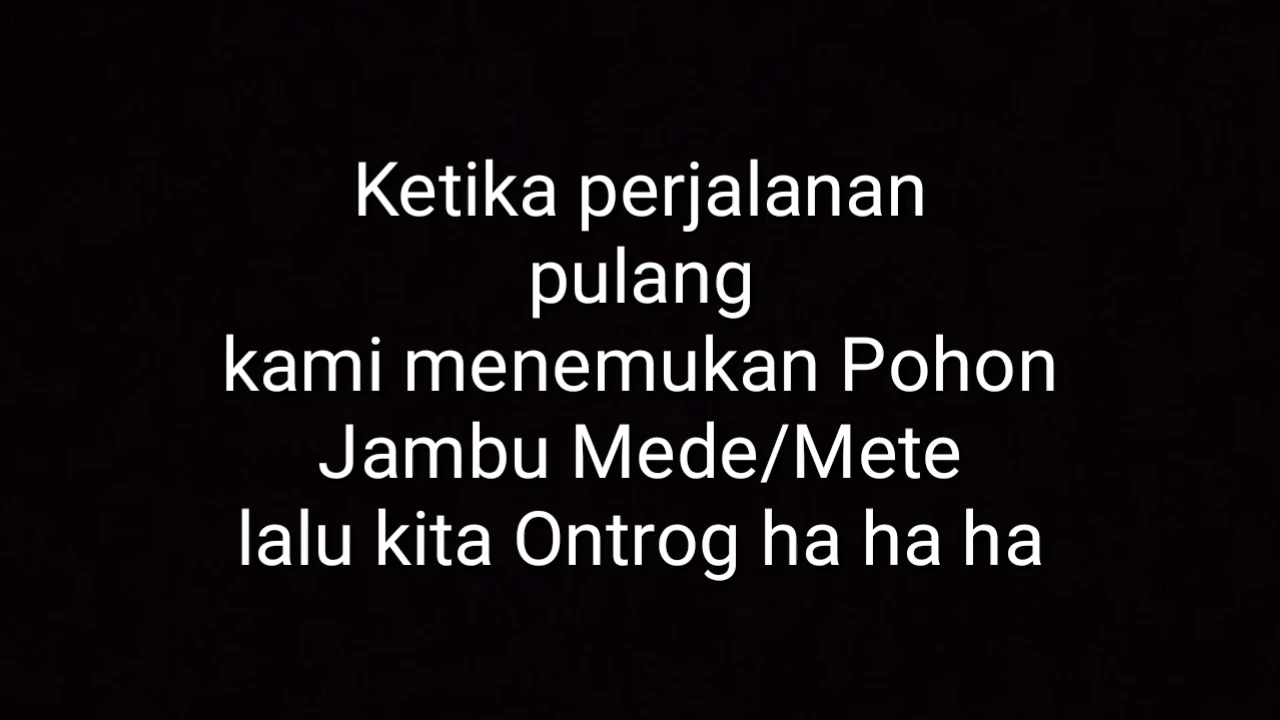 Ketika perjalanan
pulang
kami menemukan Pohon
Jambu Mede/Mete
lalu kita Ontrog ha ha ha